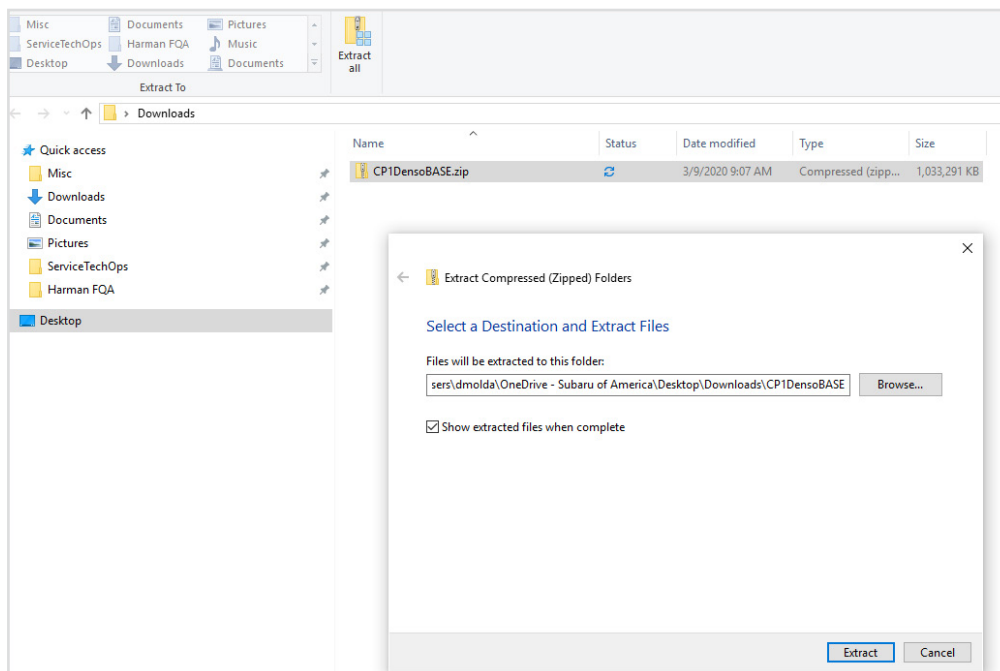 Misc Documents Pictures
ServiceTechOps Harman FQA Music
Desktop Downloads Documents
Extract To
Extract
all
Downloads
Quick access
Misc
Downloads
Documents
Pictures
ServiceTechOps
Harman FQA
Desktop
Name Status Date modified Type Size
CP1DensoBASE.zip 3/9/2020 9:07 AM Compressed (zipp... 1,033,291 KB
Extract Compressed (Zipped) Folders
Select a Destination and Extract Files
Files will be extracted to this folder:
sers\dmolda\OneDrive - Subaru of America\Desktop\Downloads\CP1DensoBASE Browse...
Show extracted files when complete
Extract Cancel